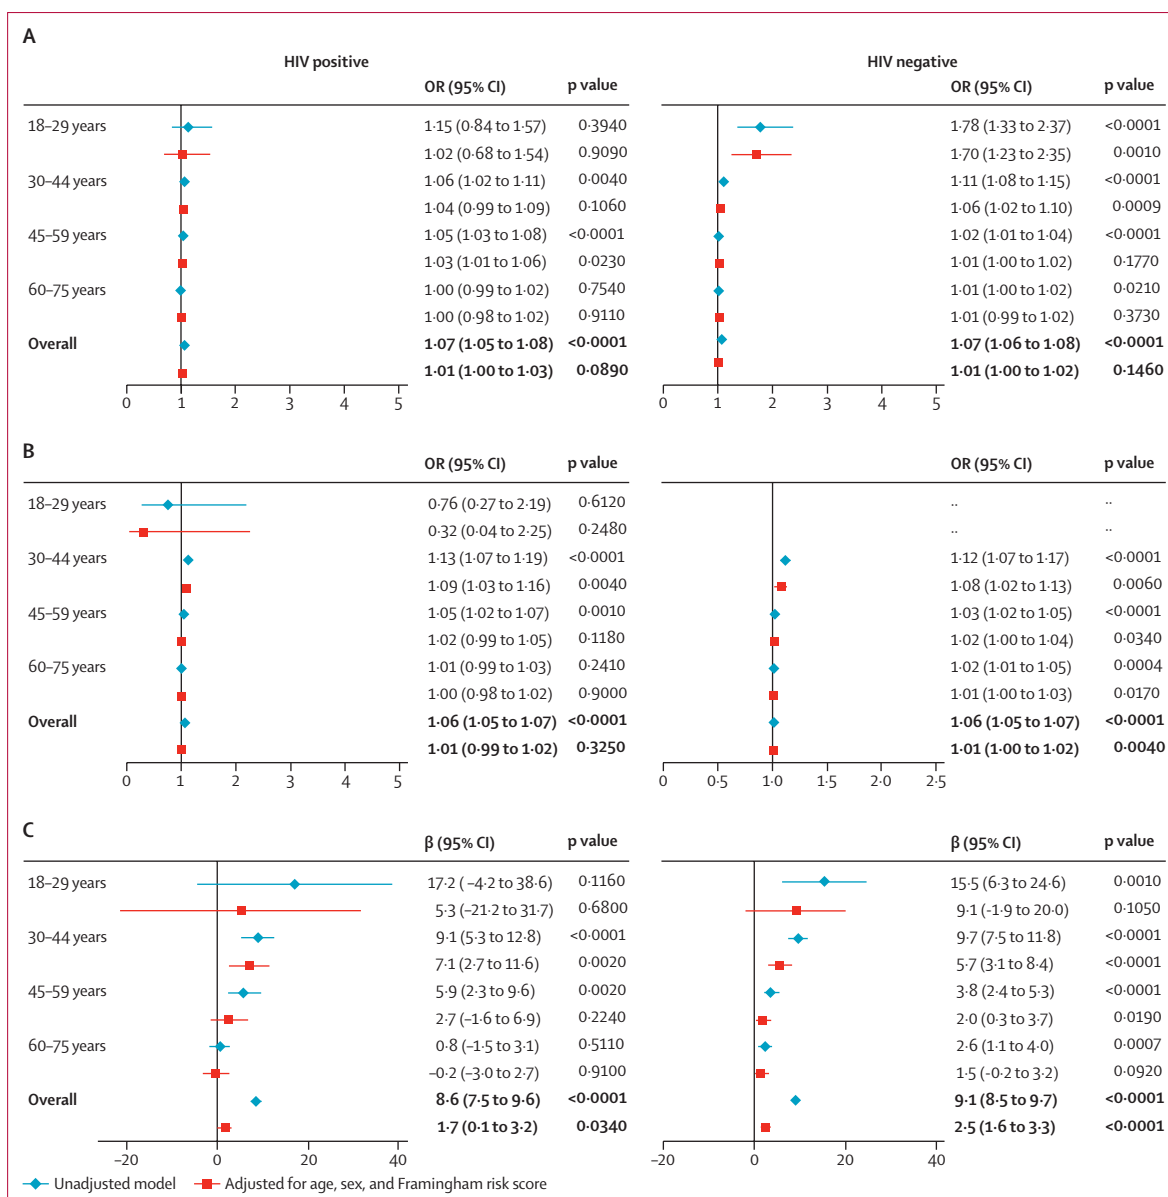 A
HIV positive HIV negative
OR (95% CI) p value OR (95% CI) p value
18–29 years 1·15 (0·84 to 1·57) 0·3940 1·78 (1·33 to 2·37) <0·0001
1·02 (0·68 to 1·54) 0·9090 1·70 (1·23 to 2·35) 0·0010
30–44 years 1·06 (1·02 to 1·11) 0·0040 1·11 (1·08 to 1·15) <0·0001
1·04 (0·99 to 1·09) 0·1060 1·06 (1·02 to 1.10) 0·0009
45–59 years 1·05 (1·03 to 1·08) <0·0001 1·02 (1·01 to 1·04) <0·0001
1·03 (1·01 to 1·06) 0·0230 1·01 (1·00 to 1·02) 0·1770
60–75 years 1·00 (0·99 to 1·02) 0·7540 1·01 (1·00 to 1·02) 0·0210
1·00 (0·98 to 1·02) 0·9110 1·01 (0·99 to 1·02) 0·3730
Overall 1·07 (1·05 to 1·08) <0·0001 1·07 (1·06 to 1·08) <0·0001
1·01 (1·00 to 1·03) 0·0890 1·01 (1·00 to 1·02) 0·1460
0 1 2 3 4 5 0 1 2 3 4 5
B
OR (95% CI) p value OR (95% CI) p value
18–29 years 0·76 (0·27 to 2·19) 0·6120 ·· ··
0·32 (0·04 to 2·25) 0·2480 ·· ··
30–44 years 1·13 (1·07 to 1·19) <0·0001 1·12 (1·07 to 1·17) <0·0001
1·09 (1·03 to 1·16) 0·0040 1·08 (1·02 to 1·13) 0·0060
45–59 years 1·05 (1·02 to 1·07) 0·0010 1·03 (1·02 to 1·05) <0·0001
1·02 (0·99 to 1·05) 0·1180 1·02 (1·00 to 1·04) 0·0340
60–75 years 1·01 (0·99 to 1·03) 0·2410 1·02 (1·01 to 1·05) 0·0004
1·00 (0·98 to 1·02) 0·9000 1·01 (1·00 to 1·03) 0·0170
Overall 1·06 (1·05 to 1·07) <0·0001 1·06 (1·05 to 1·07) <0·0001
1·01 (0·99 to 1·02) 0·3250 1·01 (1·00 to 1·02) 0·0040
0 1 2 3 4 5 0 0·5 1·0 1·5 2·0 2·5
C
β (95% CI) p value β (95% CI) p value
18–29 years 17·2 ( –4·2 to 38·6) 0·1160 15·5 (6·3 to 24·6) 0·0010
5·3 (–21·2 to 31·7) 0·6800 9·1 (-1·9 to 20·0) 0·1050
30–44 years 9·1 (5·3 to 12·8) <0·0001 9·7 (7·5 to 11·8) <0·0001
7·1 (2·7 to 11·6) 0·0020 5·7 (3·1 to 8·4) <0·0001
45–59 years 5·9 (2·3 to 9·6) 0·0020 3·8 (2·4 to 5·3) <0·0001
2·7 (–1·6 to 6·9) 0·2240 2·0 (0·3 to 3·7) 0·0190
60–75 years 0·8 (–1·5 to 3·1) 0·5110 2·6 (1·1 to 4·0) 0·0007
–0·2 (–3·0 to 2·7) 0·9100 1·5 (-0·2 to 3·2) 0·0920
Overall 8·6 (7·5 to 9·6) <0·0001 9·1 (8·5 to 9·7) <0·0001
1·7 (0·1 to 3·2) 0·0340 2·5 (1·6 to 3·3) <0·0001
–20 0 20 40 –20 0 20 40
Unadjusted model Adjusted for age, sex, and Framingham risk score